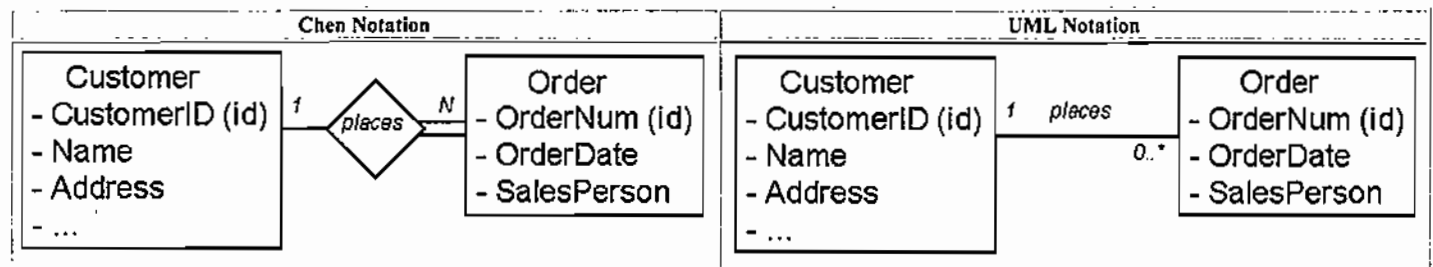 Chen Notation
Customer
- CustomerID (id)
- Name
- Address
- ...
1
places
N
Order
- OrderNum (id)
- OrderDate
- SalesPerson
UML Notation
Customer
- CustomerID (id)
- Name
- Address
- ...
1 places
0..*
Order
- OrderNum (id)
- OrderDate
- SalesPerson